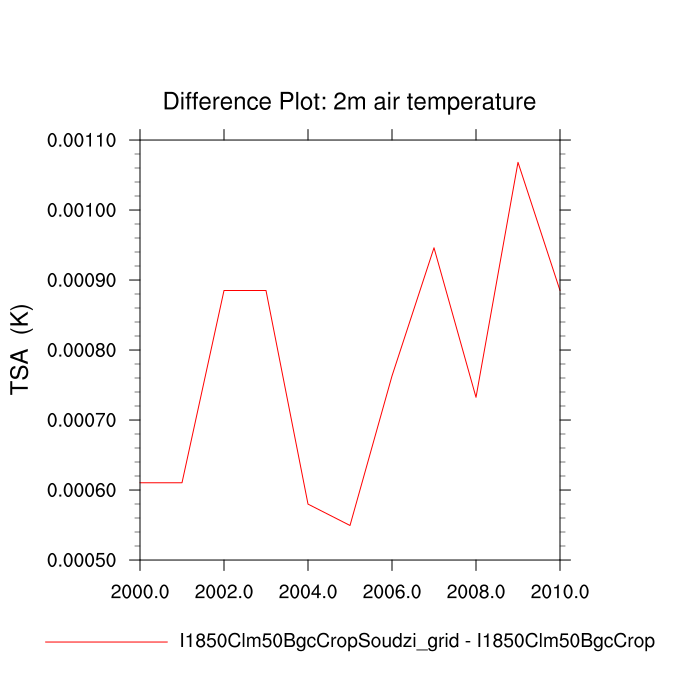 Difference Plot: 2m air temperature
TSA (K)
0.00110
0.00100
0.00090
0.00080
0.00070
0.00060
0.00050
2000.0 2002.0 2004.0 2006.0 2008.0 2010.0
I1850Clm50BgcCropSoudzi_grid - I1850Clm50BgcCrop